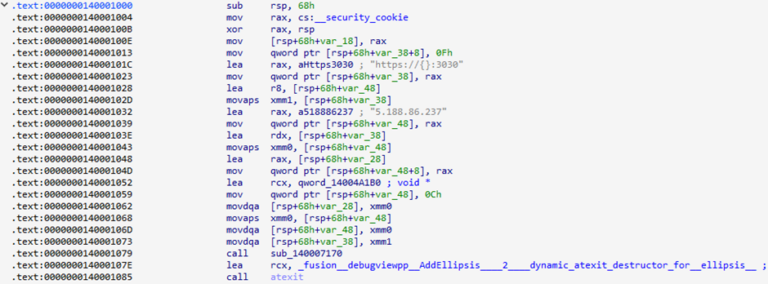 .text:0000000140001000 sub rsp, 68h
.text:0000000140001004 mov rax, cs:__security_cookie
.text:000000014000100B xor rax, rsp
.text:000000014000100E mov [rsp+68h+var_18], rax
.text:0000000140001013 mov qword ptr [rsp+68h+var_38+8], 0Fh
.text:000000014000101C lea rax, aHttps3030 ; "https://{}:3030"
.text:0000000140001023 mov qword ptr [rsp+68h+var_38], rax
.text:0000000140001028 lea r8, [rsp+68h+var_48]
.text:000000014000102D movaps xmm1, [rsp+68h+var_38]
.text:0000000140001032 lea rax, a518886237 ; "5.188.86.237"
.text:0000000140001039 mov qword ptr [rsp+68h+var_48], rax
.text:000000014000103E lea rdx, [rsp+68h+var_38]
.text:0000000140001043 movaps xmm0, [rsp+68h+var_48]
.text:0000000140001048 lea rax, [rsp+68h+var_28]
.text:000000014000104D mov qword ptr [rsp+68h+var_48+8], rax
.text:0000000140001052 lea rcx, qword_14004A1B0 ; void *
.text:0000000140001059 mov qword ptr [rsp+68h+var_48], 0Ch
.text:0000000140001062 movdqa [rsp+68h+var_28], xmm0
.text:0000000140001068 movaps xmm0, [rsp+68h+var_48]
.text:000000014000106D movdqa [rsp+68h+var_48], xmm0
.text:0000000140001073 movdqa [rsp+68h+var_38], xmm1
.text:0000000140001079 call sub_140007170
.text:000000014000107E lea rcx, _fusion__debugviewpp__AddEllipsis____2____dynamic_atexit_destructor_for__ellipsis__ ;
.text:0000000140001085 call atexit